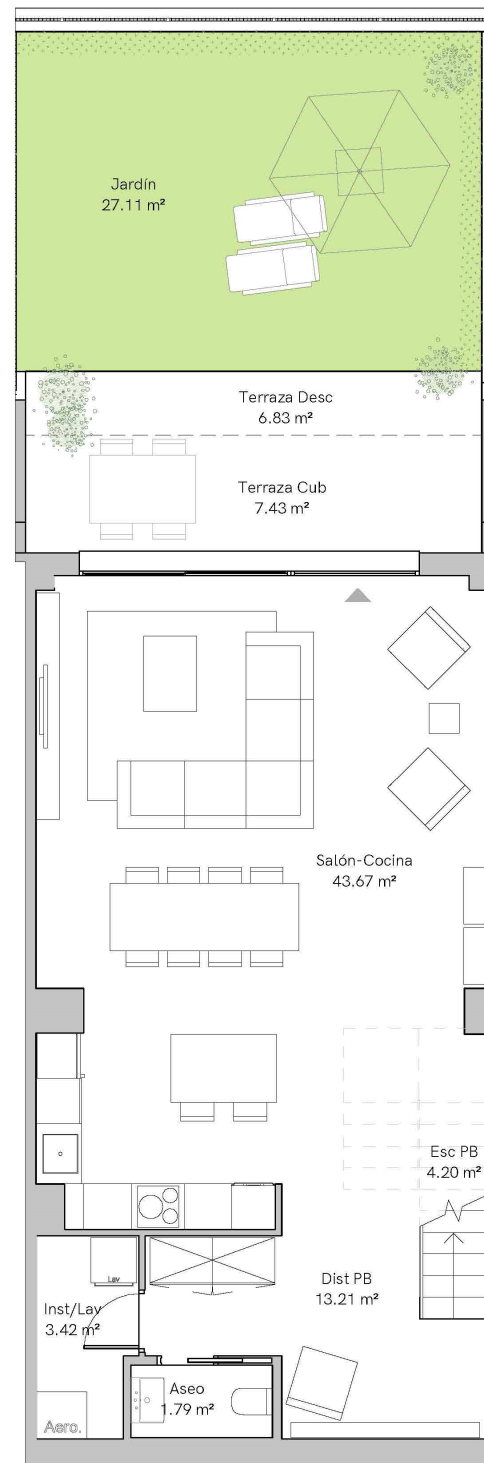 Jardín
27.11 m²
Terraza Desc
6.83 m²
Terraza Cub
7.43 m²
Salón-Cocina
43.67 m²
Esc PB
4.20 m²
Dist PB
13.21 m²
Lav
Inst/Lav
3.42 m²
Aseo
1.79 m²
Aero.